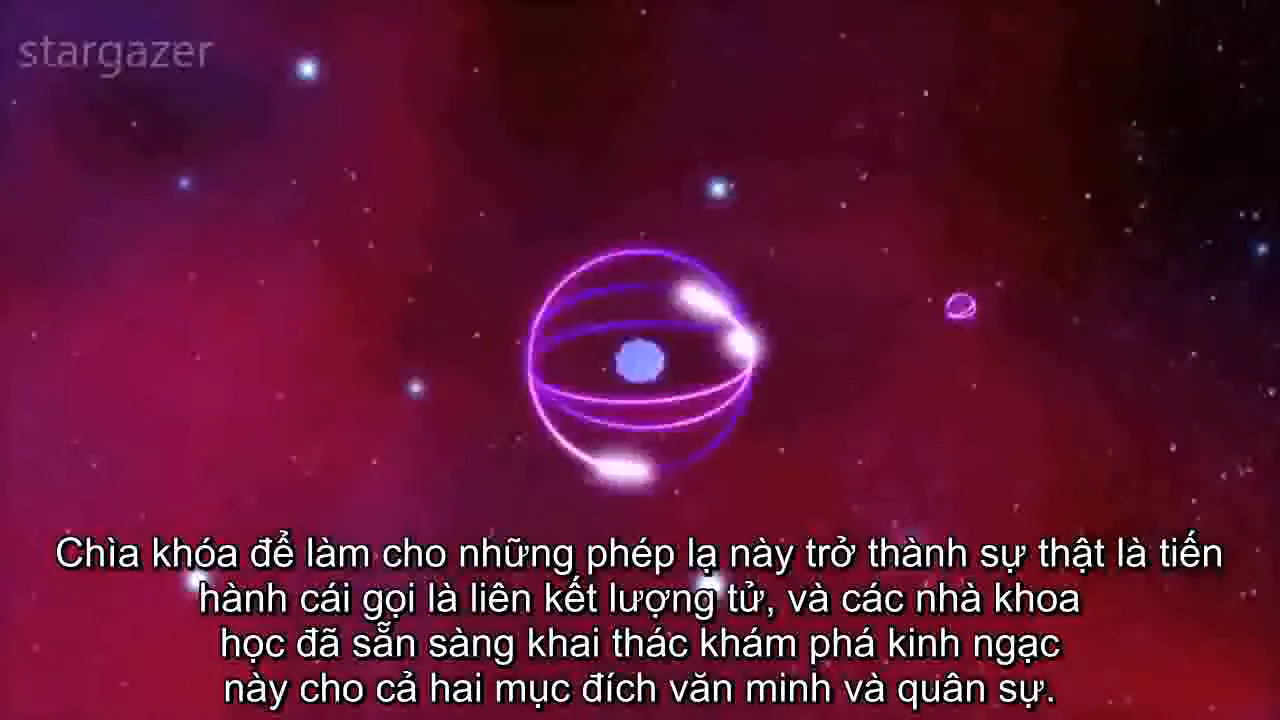 stargazer
Chìa khóa để làm cho những phép lạ này trở thành sự thật là tiến
hành cái gọi là liên kết lượng tử, và các nhà khoa
học đã sẵn sàng khai thác khám phá kinh ngạc
này cho cả hai mục đích văn minh và quân sự.